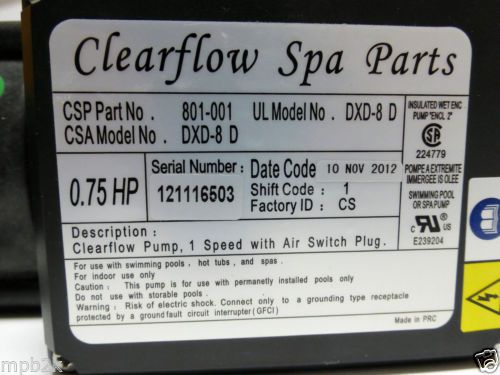 Clearflow Spa Parts
CSP Part No . 801-001 UL Model No . DXD-8 D
CSA Model No . DXD-8 D
INSULATED WET ENC
PUMP "ENCL 2"
224779
0.75 HP
Serial Number :
121116503
Date Code 10 NOV 2012
Shift Code : 1
Factory ID : CS
POMPE A EXTREMITE
IMMERGEE IS OLEE
SWIMMING POOL
OR SPA PUMP
E239204
Description :
Clearflow Pump, 1 Speed with Air Switch Plug.
For use with swimming pools , hot tubs , and spas .
For indoor use only
Caution : This pump is for use with permanently installed pools only
Do not use with storable pools .
Warning : Risk of electric shock. Connect only to a grounding type receptacle
protected by a ground fault circuit interrupter (GFCI)
Made in PRC